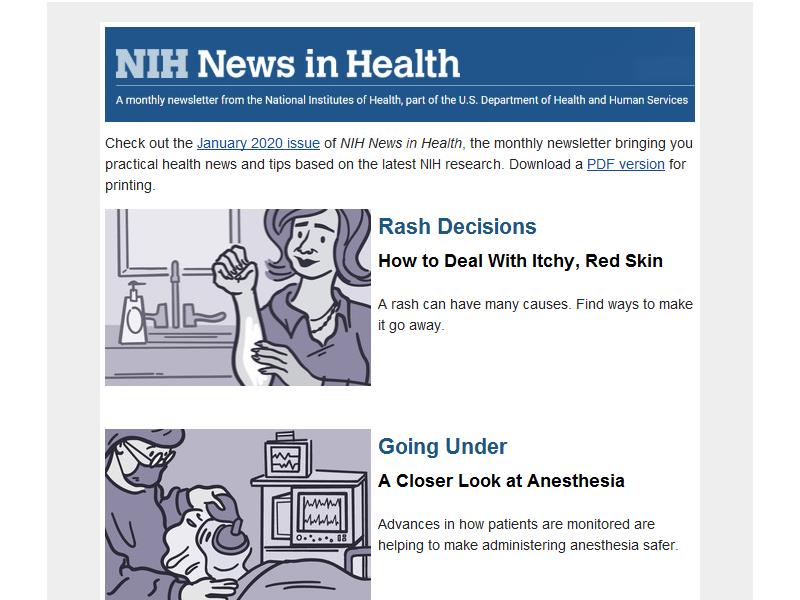 NIH News in Health
A monthly newsletter from the National Institutes of Health, part of the U.S. Department of Health and Human Services
Check out the January 2020 issue of NIH News in Health, the monthly newsletter bringing you
practical health news and tips based on the latest NIH research. Download a PDF version for
printing.
Rash Decisions
How to Deal With Itchy, Red Skin
A rash can have many causes. Find ways to make
it go away.
Going Under
A Closer Look at Anesthesia
Advances in how patients are monitored are
helping to make administering anesthesia safer.